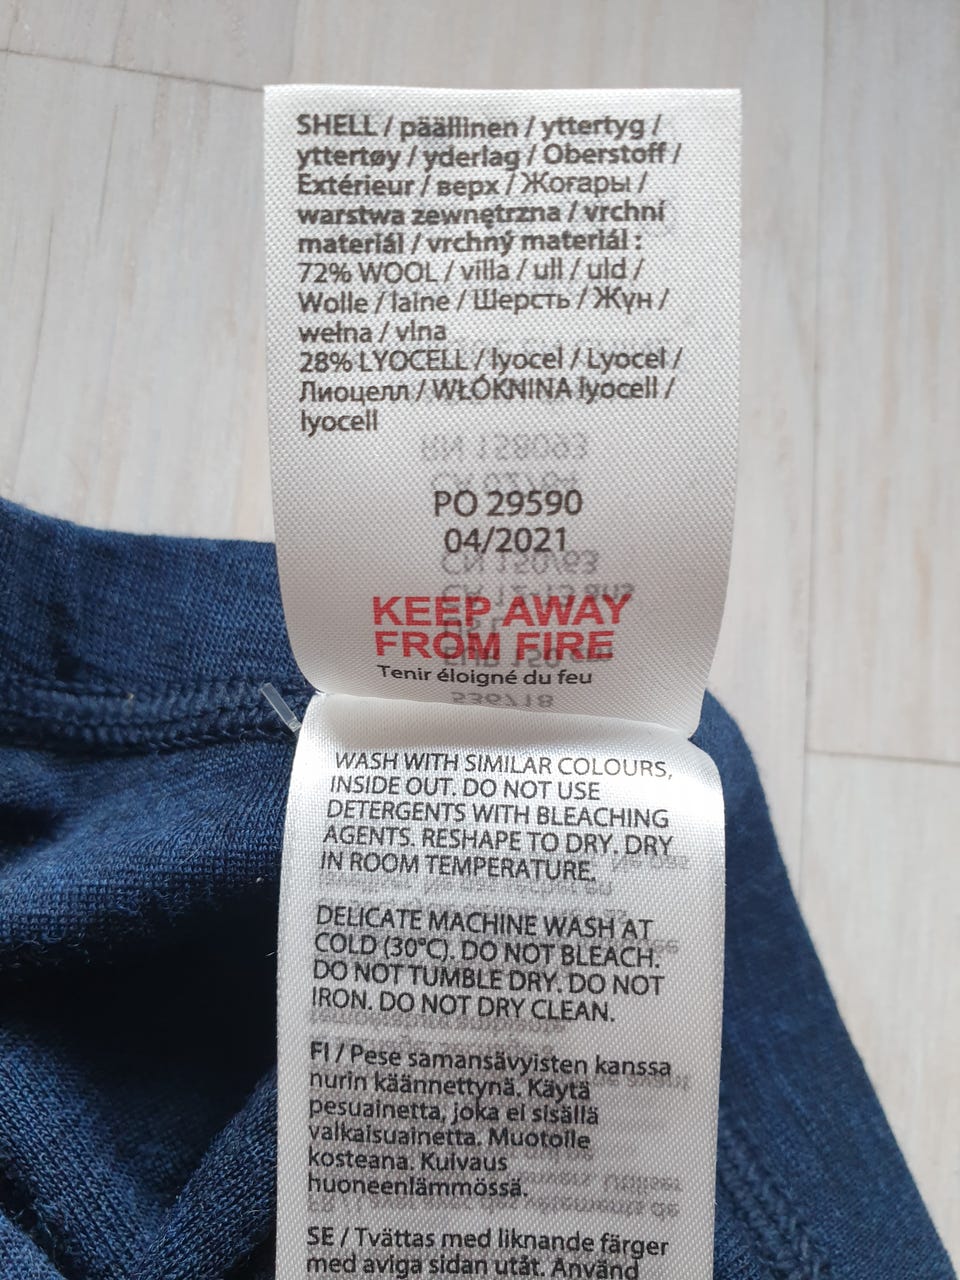 SHELL / päällinen / yttertyg /
yttertøy / yderlag / Oberstoff /
Extérieur / верх / Жоғары /
warstwa zewnętrzna / vrchní
materiál / vrchný materiál :
72% WOOL / villa / ull / uld /
Wolle / laine / Шерсть / Жүн /
wełna / vlna
28% LYOCELL / lyocel / Lyocel /
Лиоцелл / WŁÓKNINA lyocell /
lyocell
PO 29590
04/2021
KEEP AWAY
FROM FIRE
Tenir éloigné du feu
WASH WITH SIMILAR COLOURS,
INSIDE OUT. DO NOT USE
DETERGENTS WITH BLEACHING
AGENTS. RESHAPE TO DRY. DRY
IN ROOM TEMPERATURE.
DELICATE MACHINE WASH AT
COLD (30°C). DO NOT BLEACH.
DO NOT TUMBLE DRY. DO NOT
IRON. DO NOT DRY CLEAN.
FI / Pese samansävyisten kanssa
nurin käännettynä. Käytä
pesuainetta, joka ei sisällä
valkaisuainetta. Muotoile
kosteana. Kuivaus
huoneenlämmössä.
SE / Tvättas med liknande färger
med aviga sidan utåt. Använd